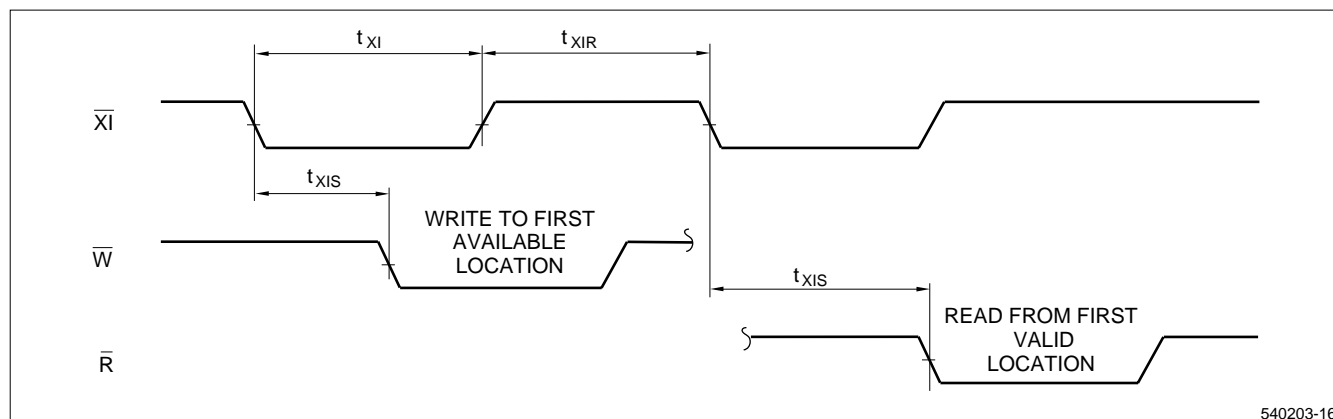 t XI
t XIR
XI
t XIS
WRITE TO FIRST
AVAILABLE
LOCATION
W
t XIS
READ FROM FIRST
VALID
LOCATION
R
540203-16